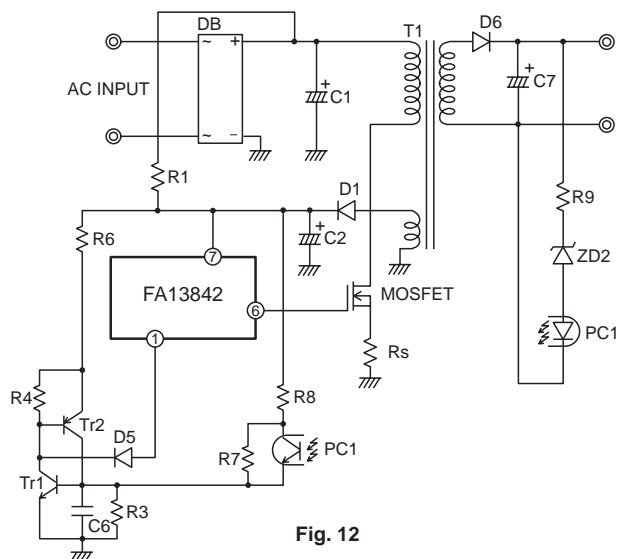 DB
T1
D6
~
+
+
C1
+
C7
AC INPUT
~
−
R1
D1
R9
R6
+
C2
7
ZD2
FA13842
6
MOSFET
1
PC1
Rs
R4
R8
Tr2
D5
R7
PC1
Tr1
C6
R3
Fig. 12